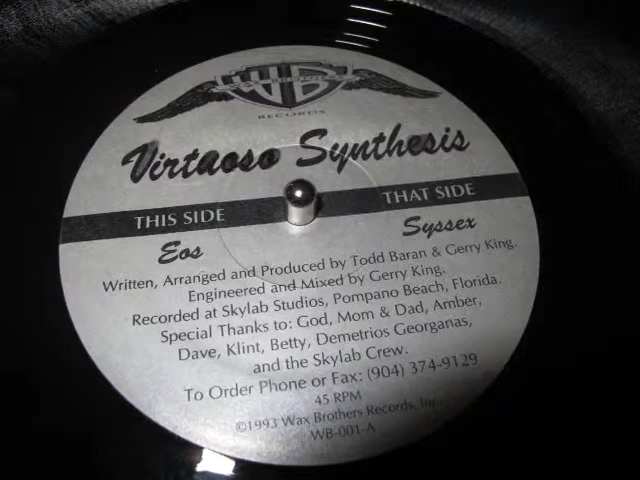 WB
WAX BROTHERS
RECORDS
Virtuoso Synthesis
THIS SIDE
THAT SIDE
Eos
Syssex
Written, Arranged and Produced by Todd Baran & Gerry King.
Engineered and Mixed by Gerry King.
Recorded at Skylab Studios, Pompano Beach, Florida.
Special Thanks to: God, Mom & Dad, Amber,
Dave, Klint, Betty, Demetrios Georganas,
and the Skylab Crew.
To Order Phone or Fax: (904) 374-9129
45 RPM
©1993 Wax Brothers Records, Inc.
WB-001-A